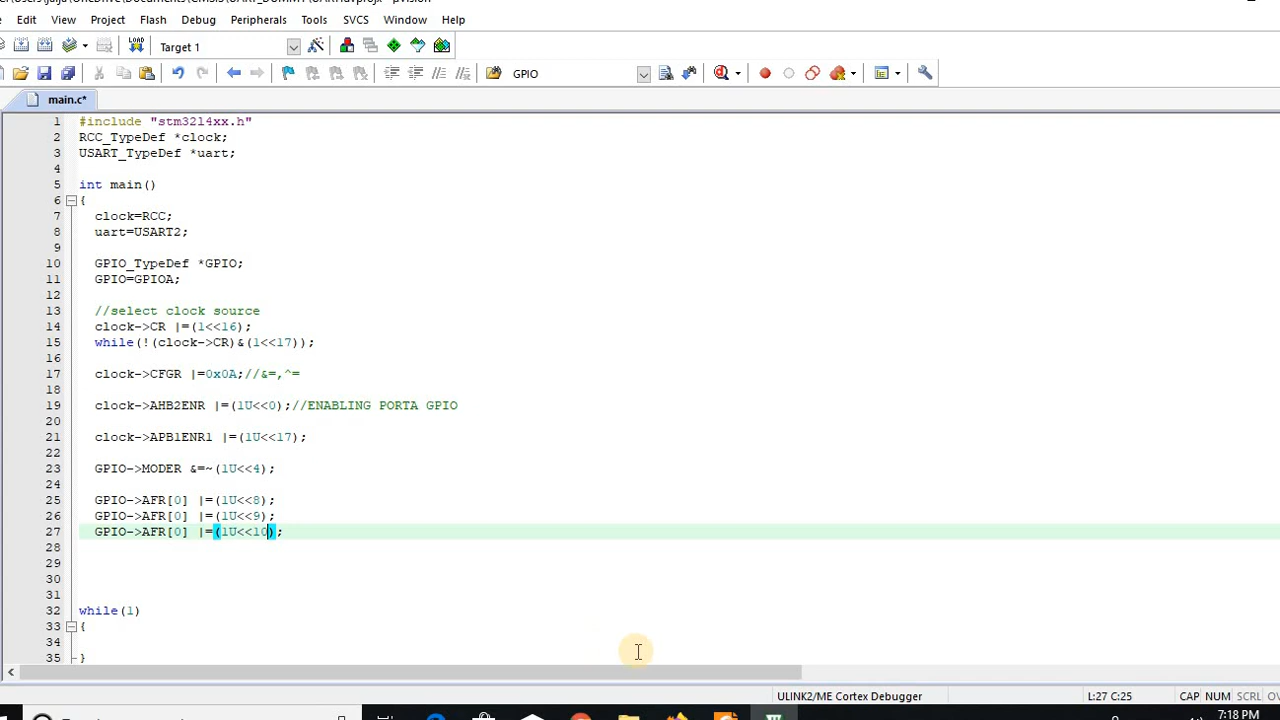 Edit View Project Flash Debug Peripherals Tools SVCS Window Help
LOAD Target 1
GPIO
main.c*
1 #include "stm32l4xx.h"
2 RCC_TypeDef *clock;
3 USART_TypeDef *uart;
4
5 int main()
6 {
7 clock=RCC;
8 uart=USART2;
9
10 GPIO_TypeDef *GPIO;
11 GPIO=GPIOA;
12
13 //select clock source
14 clock->CR |=(1<<16);
15 while(!(clock->CR)&(1<<17));
16
17 clock->CFGR |=0x0A;//&=,^=
18
19 clock->AHB2ENR |=(1U<<0);//ENABLING PORTA GPIO
20
21 clock->APB1ENR1 |=(1U<<17);
22
23 GPIO->MODER &=~(1U<<4);
24
25 GPIO->AFR[0] |=(1U<<8);
26 GPIO->AFR[0] |=(1U<<9);
27 GPIO->AFR[0] |=(1U<<10);
28
29
30
31
32 while(1)
33 {
34
35 }
ULINK2/ME Cortex Debugger L:27 C:25 CAP NUM SCRL
7:18 PM